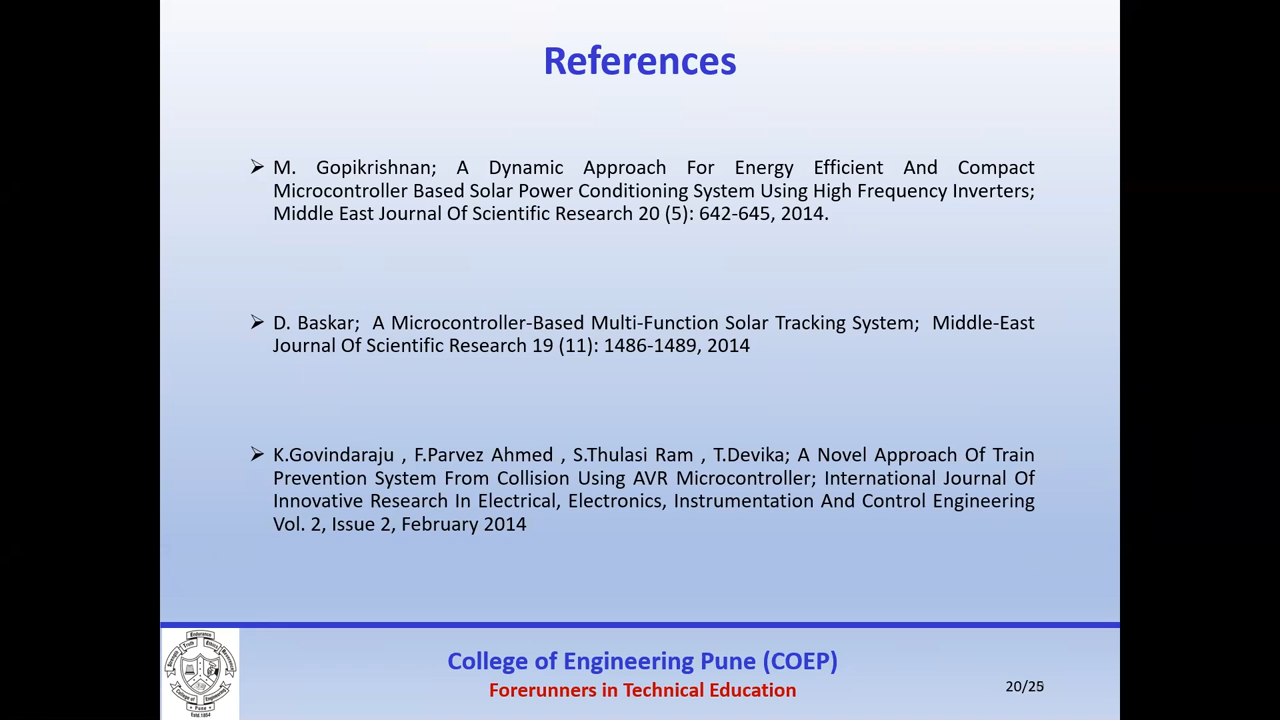 References
➢ M. Gopikrishnan; A Dynamic Approach For Energy Efficient And Compact
Microcontroller Based Solar Power Conditioning System Using High Frequency Inverters;
Middle East Journal Of Scientific Research 20 (5): 642-645, 2014.
➢ D. Baskar;  A Microcontroller-Based Multi-Function Solar Tracking System;  Middle-East
Journal Of Scientific Research 19 (11): 1486-1489, 2014
➢ K.Govindaraju , F.Parvez Ahmed , S.Thulasi Ram , T.Devika; A Novel Approach Of Train
Prevention System From Collision Using AVR Microcontroller; International Journal Of
Innovative Research In Electrical, Electronics, Instrumentation And Control Engineering
Vol. 2, Issue 2, February 2014
College of Engineering Pune (COEP)
Forerunners in Technical Education
20/25